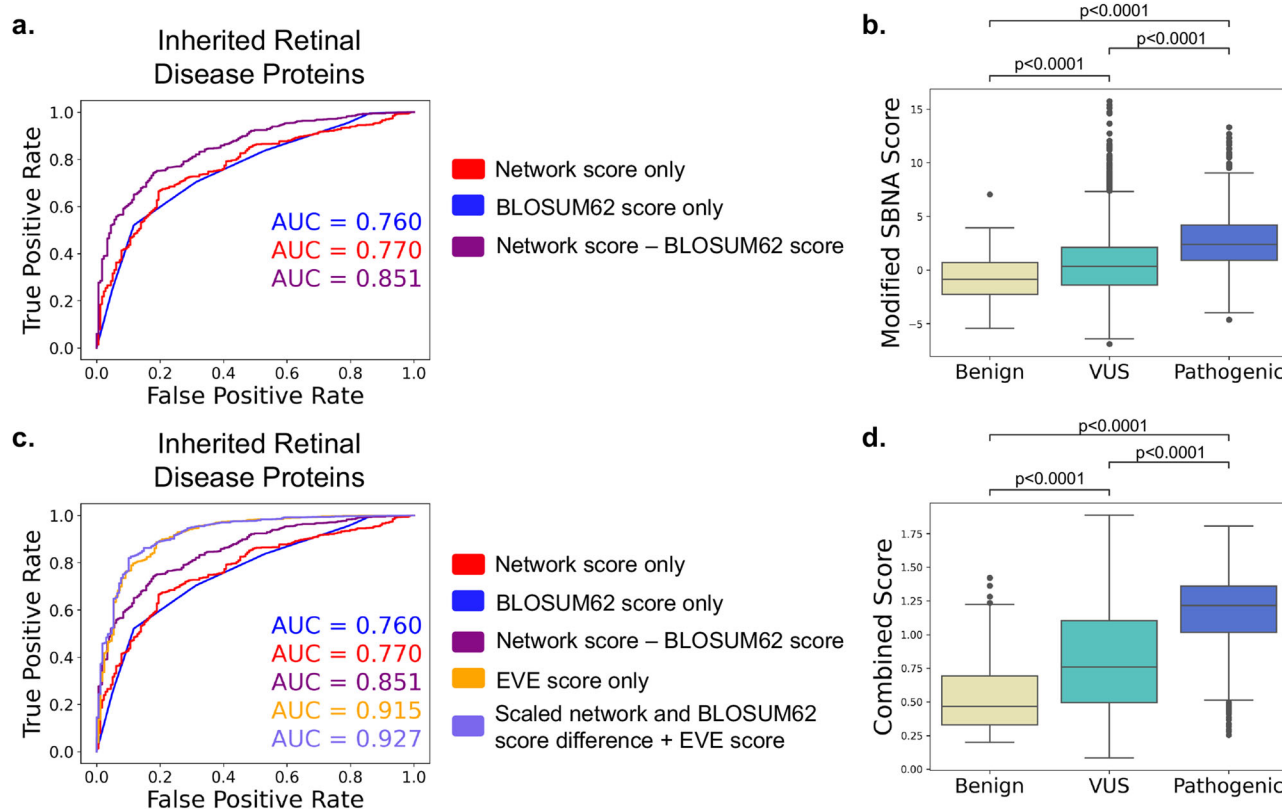 a.
Inherited Retinal
Disease Proteins
True Positive Rate
1.0
0.8
0.6
0.4
0.2
0.0
AUC = 0.760
AUC = 0.770
AUC = 0.851
0.0 0.2 0.4 0.6 0.8 1.0
False Positive Rate
Network score only
BLOSUM62 score only
Network score – BLOSUM62 score
b.
p<0.0001
p<0.0001
p<0.0001
Modified SBNA Score
15
10
5
0
−5
Benign VUS Pathogenic
c.
Inherited Retinal
Disease Proteins
True Positive Rate
1.0
0.8
0.6
0.4
0.2
0.0
AUC = 0.760
AUC = 0.770
AUC = 0.851
AUC = 0.915
AUC = 0.927
0.0 0.2 0.4 0.6 0.8 1.0
False Positive Rate
Network score only
BLOSUM62 score only
Network score – BLOSUM62 score
EVE score only
Scaled network and BLOSUM62
score difference + EVE score
d.
p<0.0001
p<0.0001
p<0.0001
Combined Score
1.75
1.50
1.25
1.00
0.75
0.50
0.25
0.00
Benign VUS Pathogenic